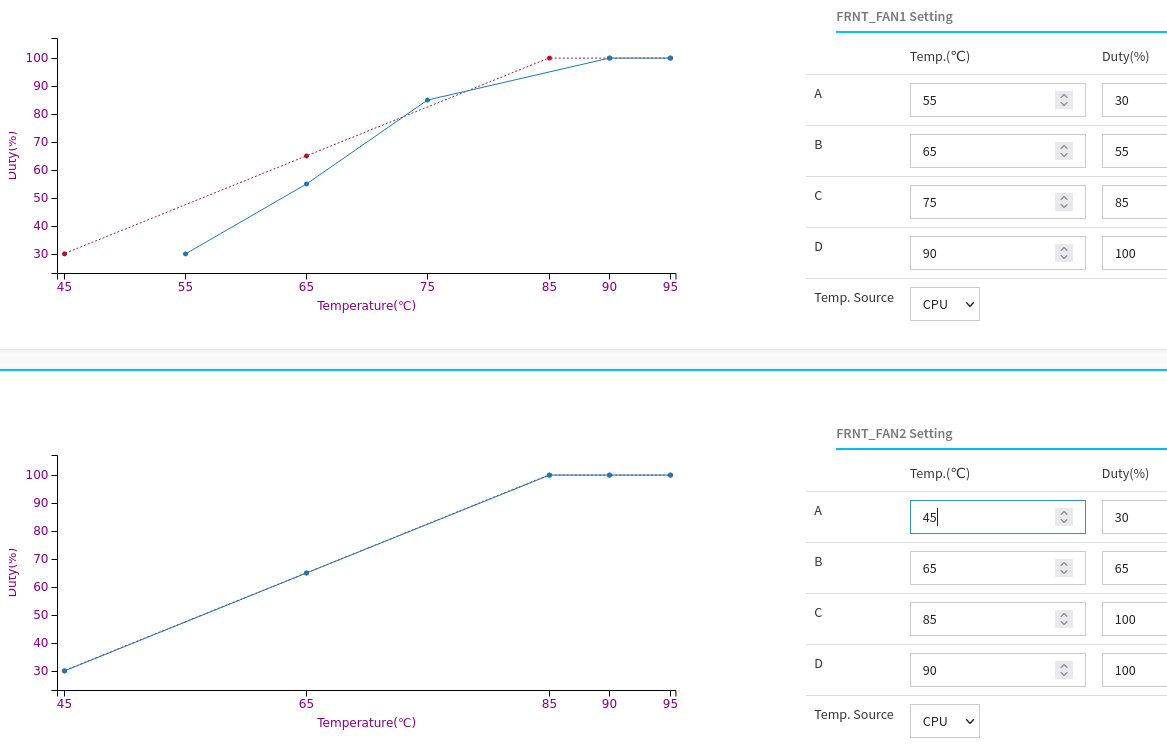 FRNT_FAN1 Setting
Temp.(℃) Duty(%)
A 55 30
B 65 55
C 75 85
D 90 100
Temp. Source CPU
100
90
80
70
60
50
40
30
Duty(%)
45 55 65 75 85 90 95
Temperature(℃)
FRNT_FAN2 Setting
Temp.(℃) Duty(%)
A 45 30
B 65 65
C 85 100
D 90 100
Temp. Source CPU
100
90
80
70
60
50
40
30
Duty(%)
45 65 85 90 95
Temperature(℃)